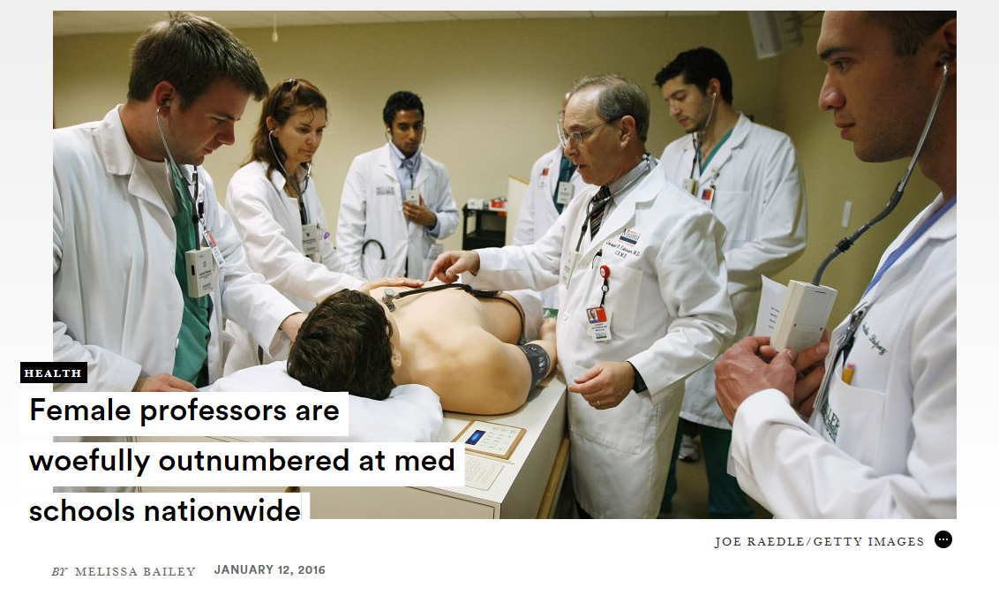 HEALTH
Female professors are
woefully outnumbered at med
schools nationwide
JOE RAEDLE/GETTY IMAGES
BY MELISSA BAILEY JANUARY 12, 2016